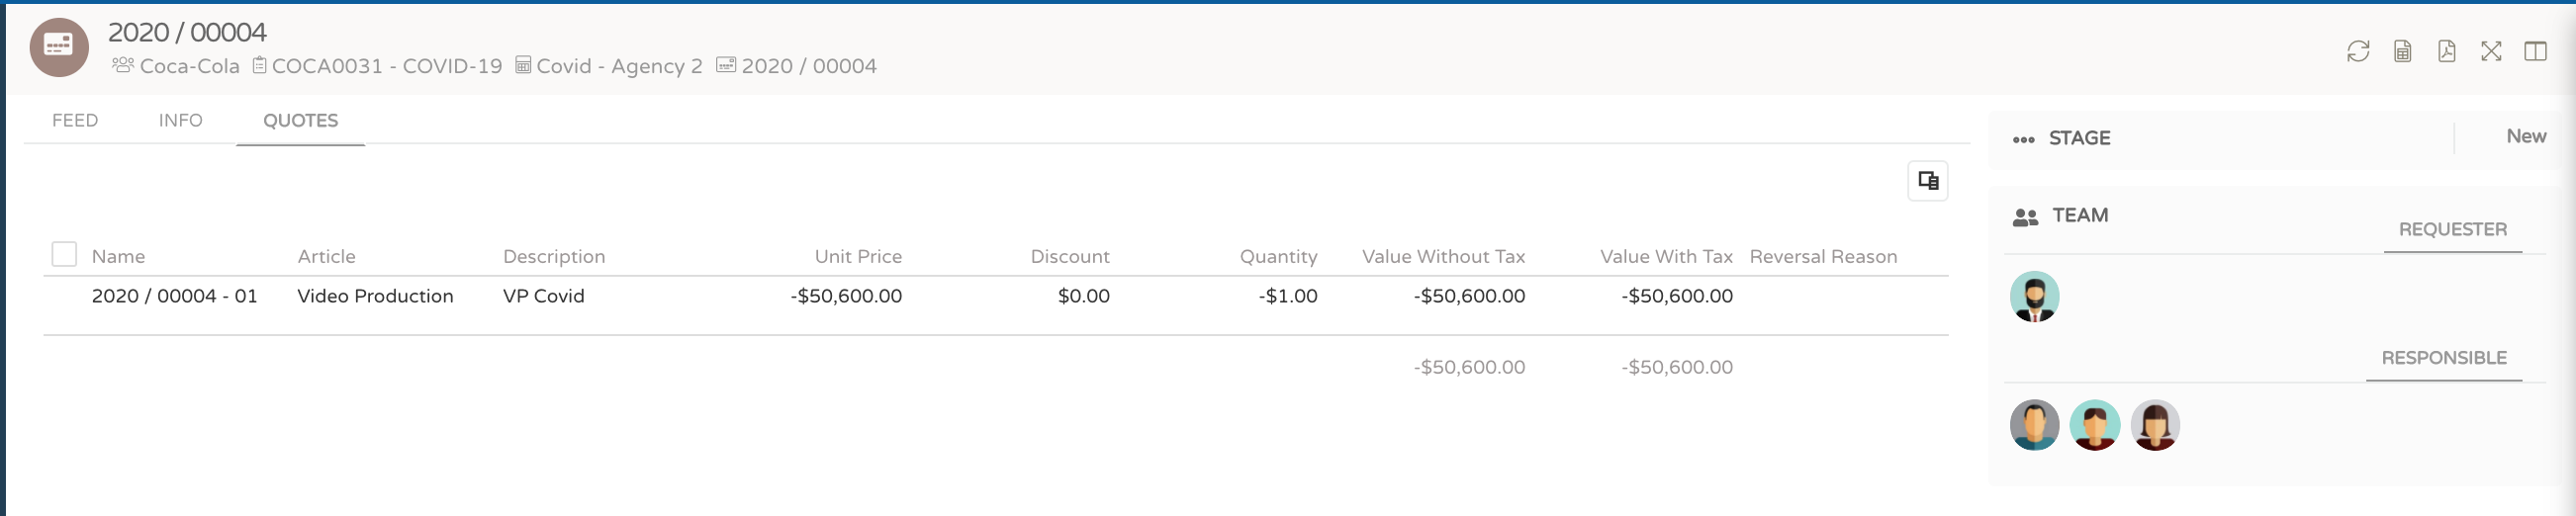 2020 / 00004
Coca-Cola COCA0031 - COVID-19 Covid - Agency 2 2020 / 00004
FEED INFO QUOTES
STAGE New
TEAM
REQUESTER
Name Article Description Unit Price Discount Quantity Value Without Tax Value With Tax Reversal Reason
2020 / 00004 - 01 Video Production VP Covid -$50,600.00 $0.00 -$1.00 -$50,600.00 -$50,600.00
-$50,600.00 -$50,600.00
RESPONSIBLE